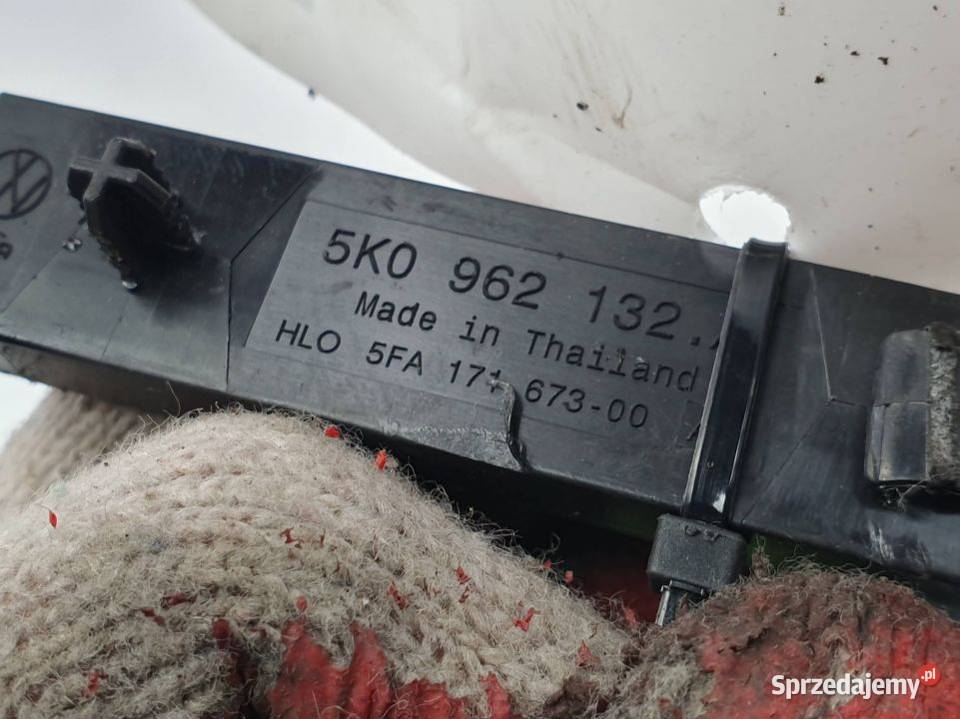 5K0 962 132
Made in Thailand
HLO 5FA 171 673-00
Sprzedajemy.pl